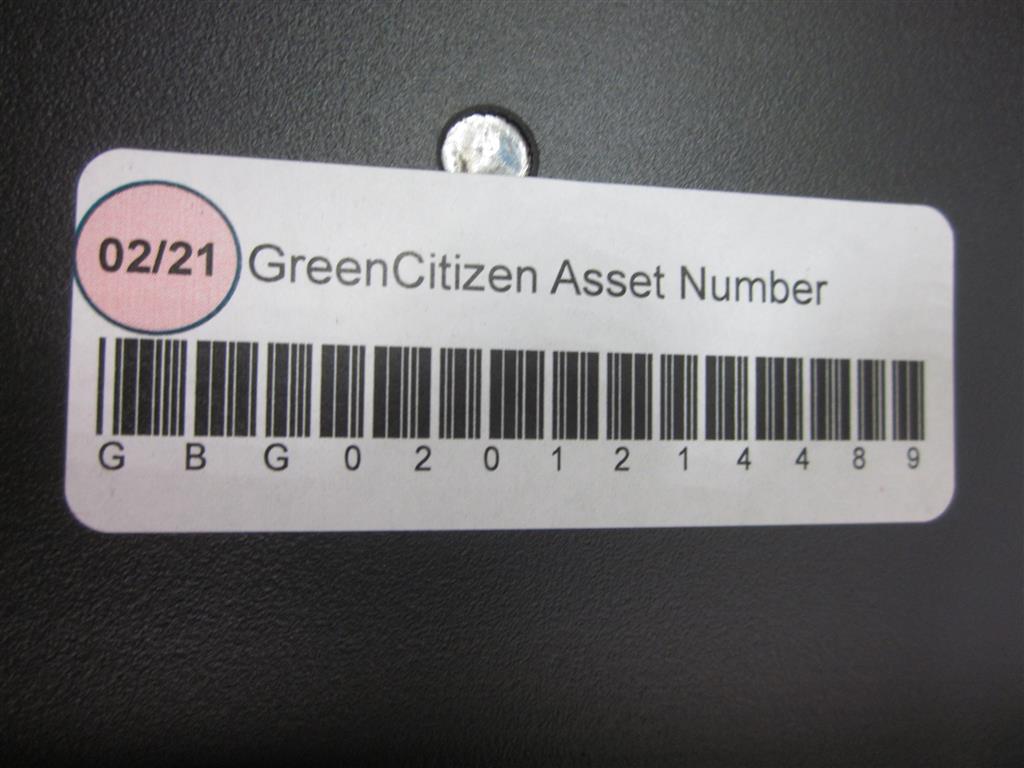 02/21 GreenCitizen Asset Number
G B G 0 2 0 1 2 1 4 4 8 9